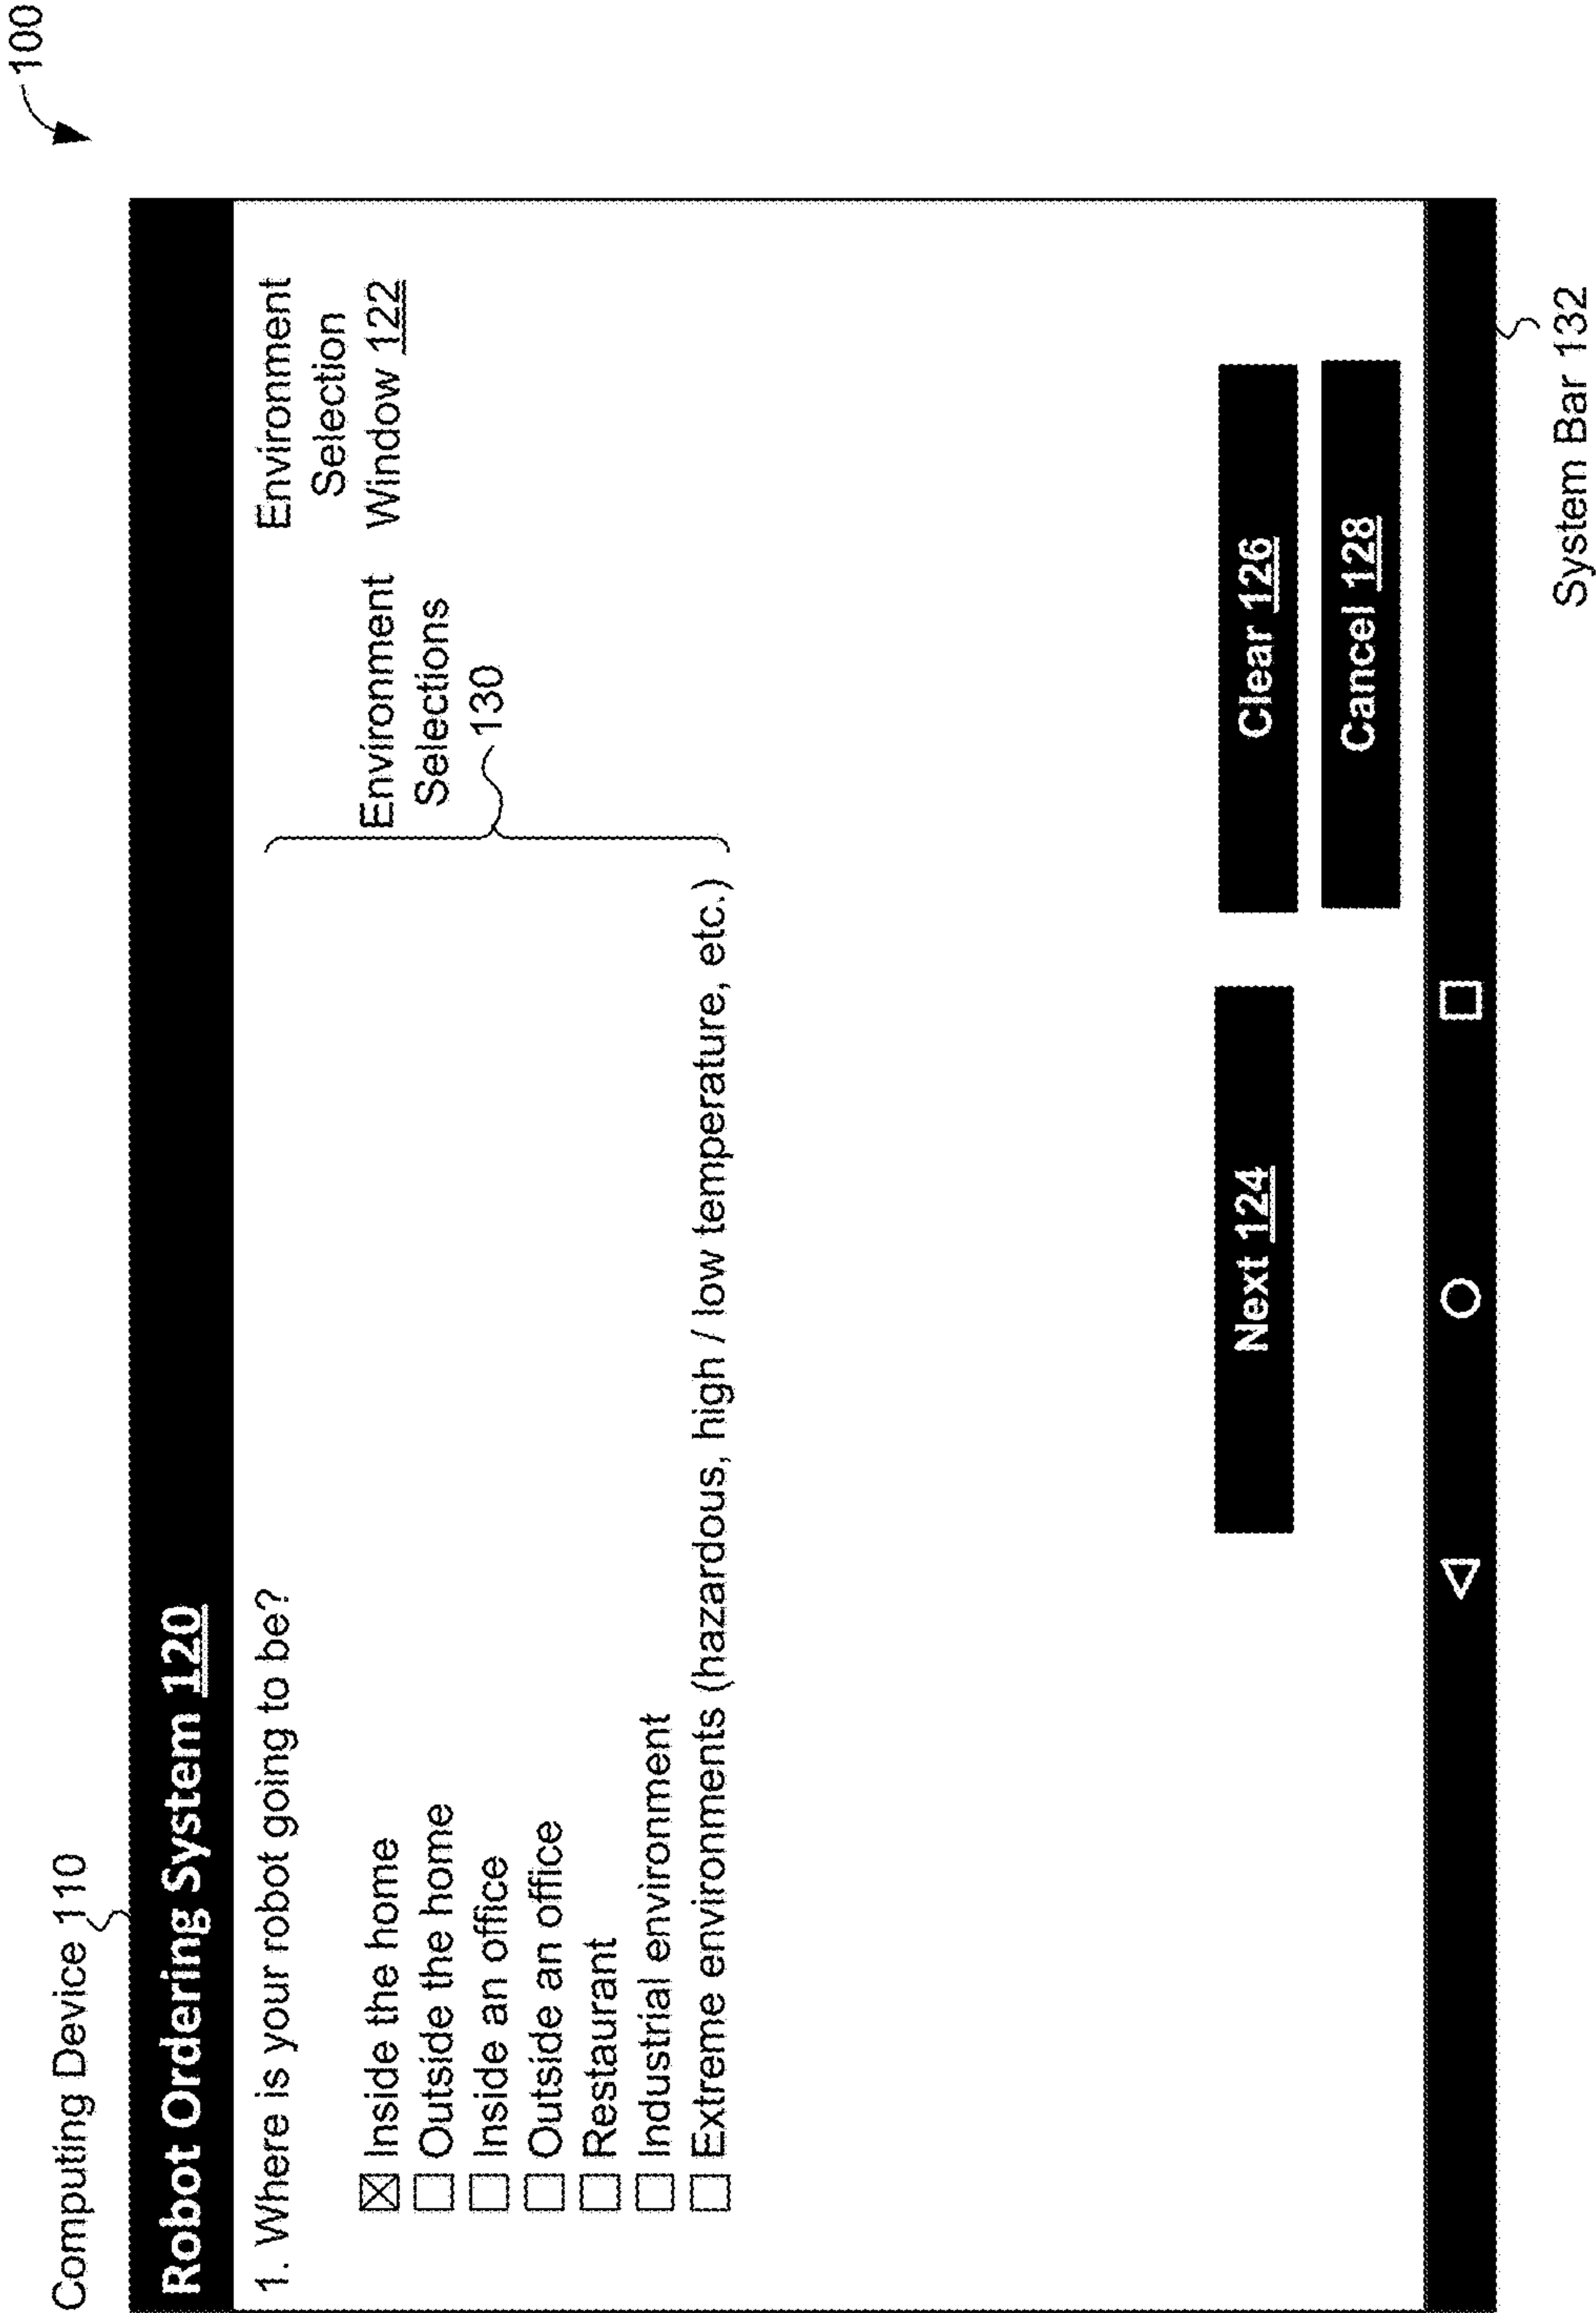 100
Computing Device 110
Robot Ordering System 120
1. Where is your robot going to be?
Environment
Selection
Window 122
Environment
Selections
130
Inside the home
Outside the home
Inside an office
Outside an office
Restaurant
Industrial environment
Extreme environments (hazardous, high / low temperature, etc.)
Next 124
Clear 126
Cancel 128
System Bar 132